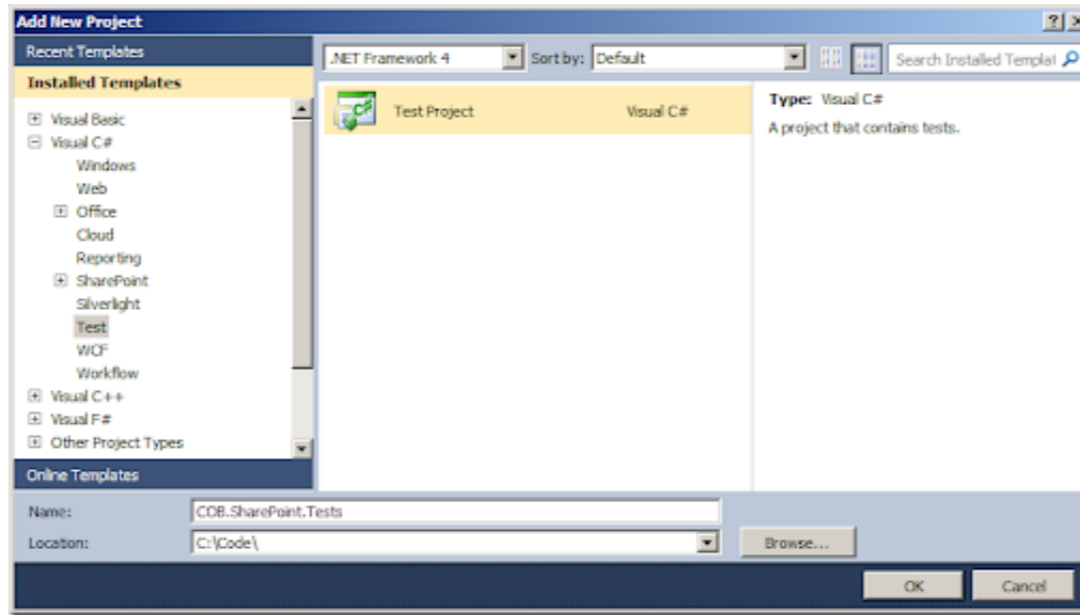 Add New Project
Recent Templates
.NET Framework 4 Sort by: Default Search Installed Templat
Installed Templates
Test Project Visual C#
Type: Visual C#
A project that contains tests.
Visual Basic
Visual C#
Windows
Web
Office
Cloud
Reporting
SharePoint
Silverlight
Test
WCF
Workflow
Visual C++
Visual F#
Other Project Types
Online Templates
Name: COB.SharePoint.Tests
Location: C:\Code\ Browse...
OK Cancel